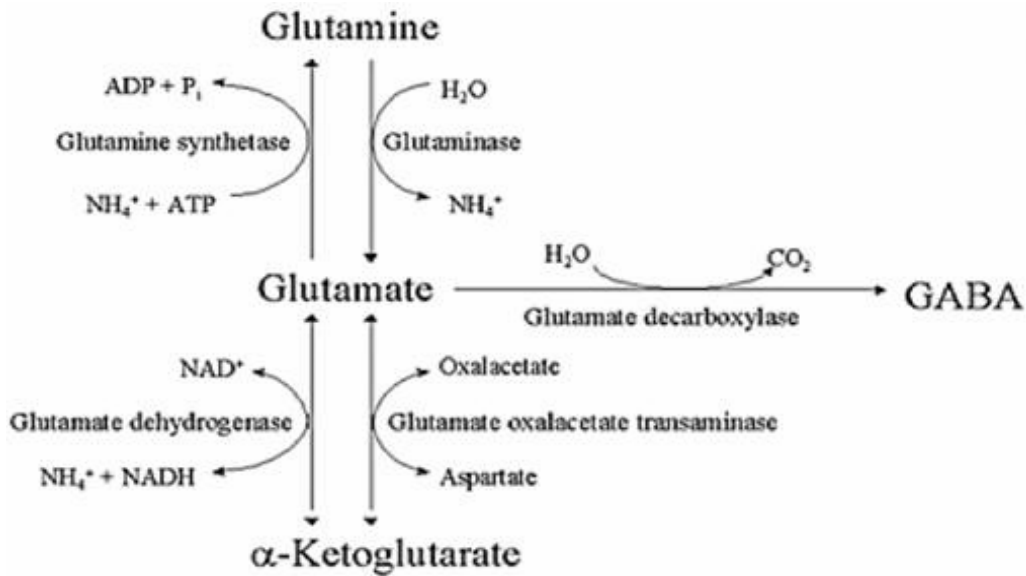 Glutamine
ADP + Pᵢ
H₂O
Glutamine synthetase
Glutaminase
NH₄⁺ + ATP
NH₄⁺
H₂O
CO₂
Glutamate
GABA
Glutamate decarboxylase
NAD⁺
Oxalacetate
Glutamate dehydrogenase
Glutamate oxalacetate transaminase
NH₄⁺ + NADH
Aspartate
α-Ketoglutarate